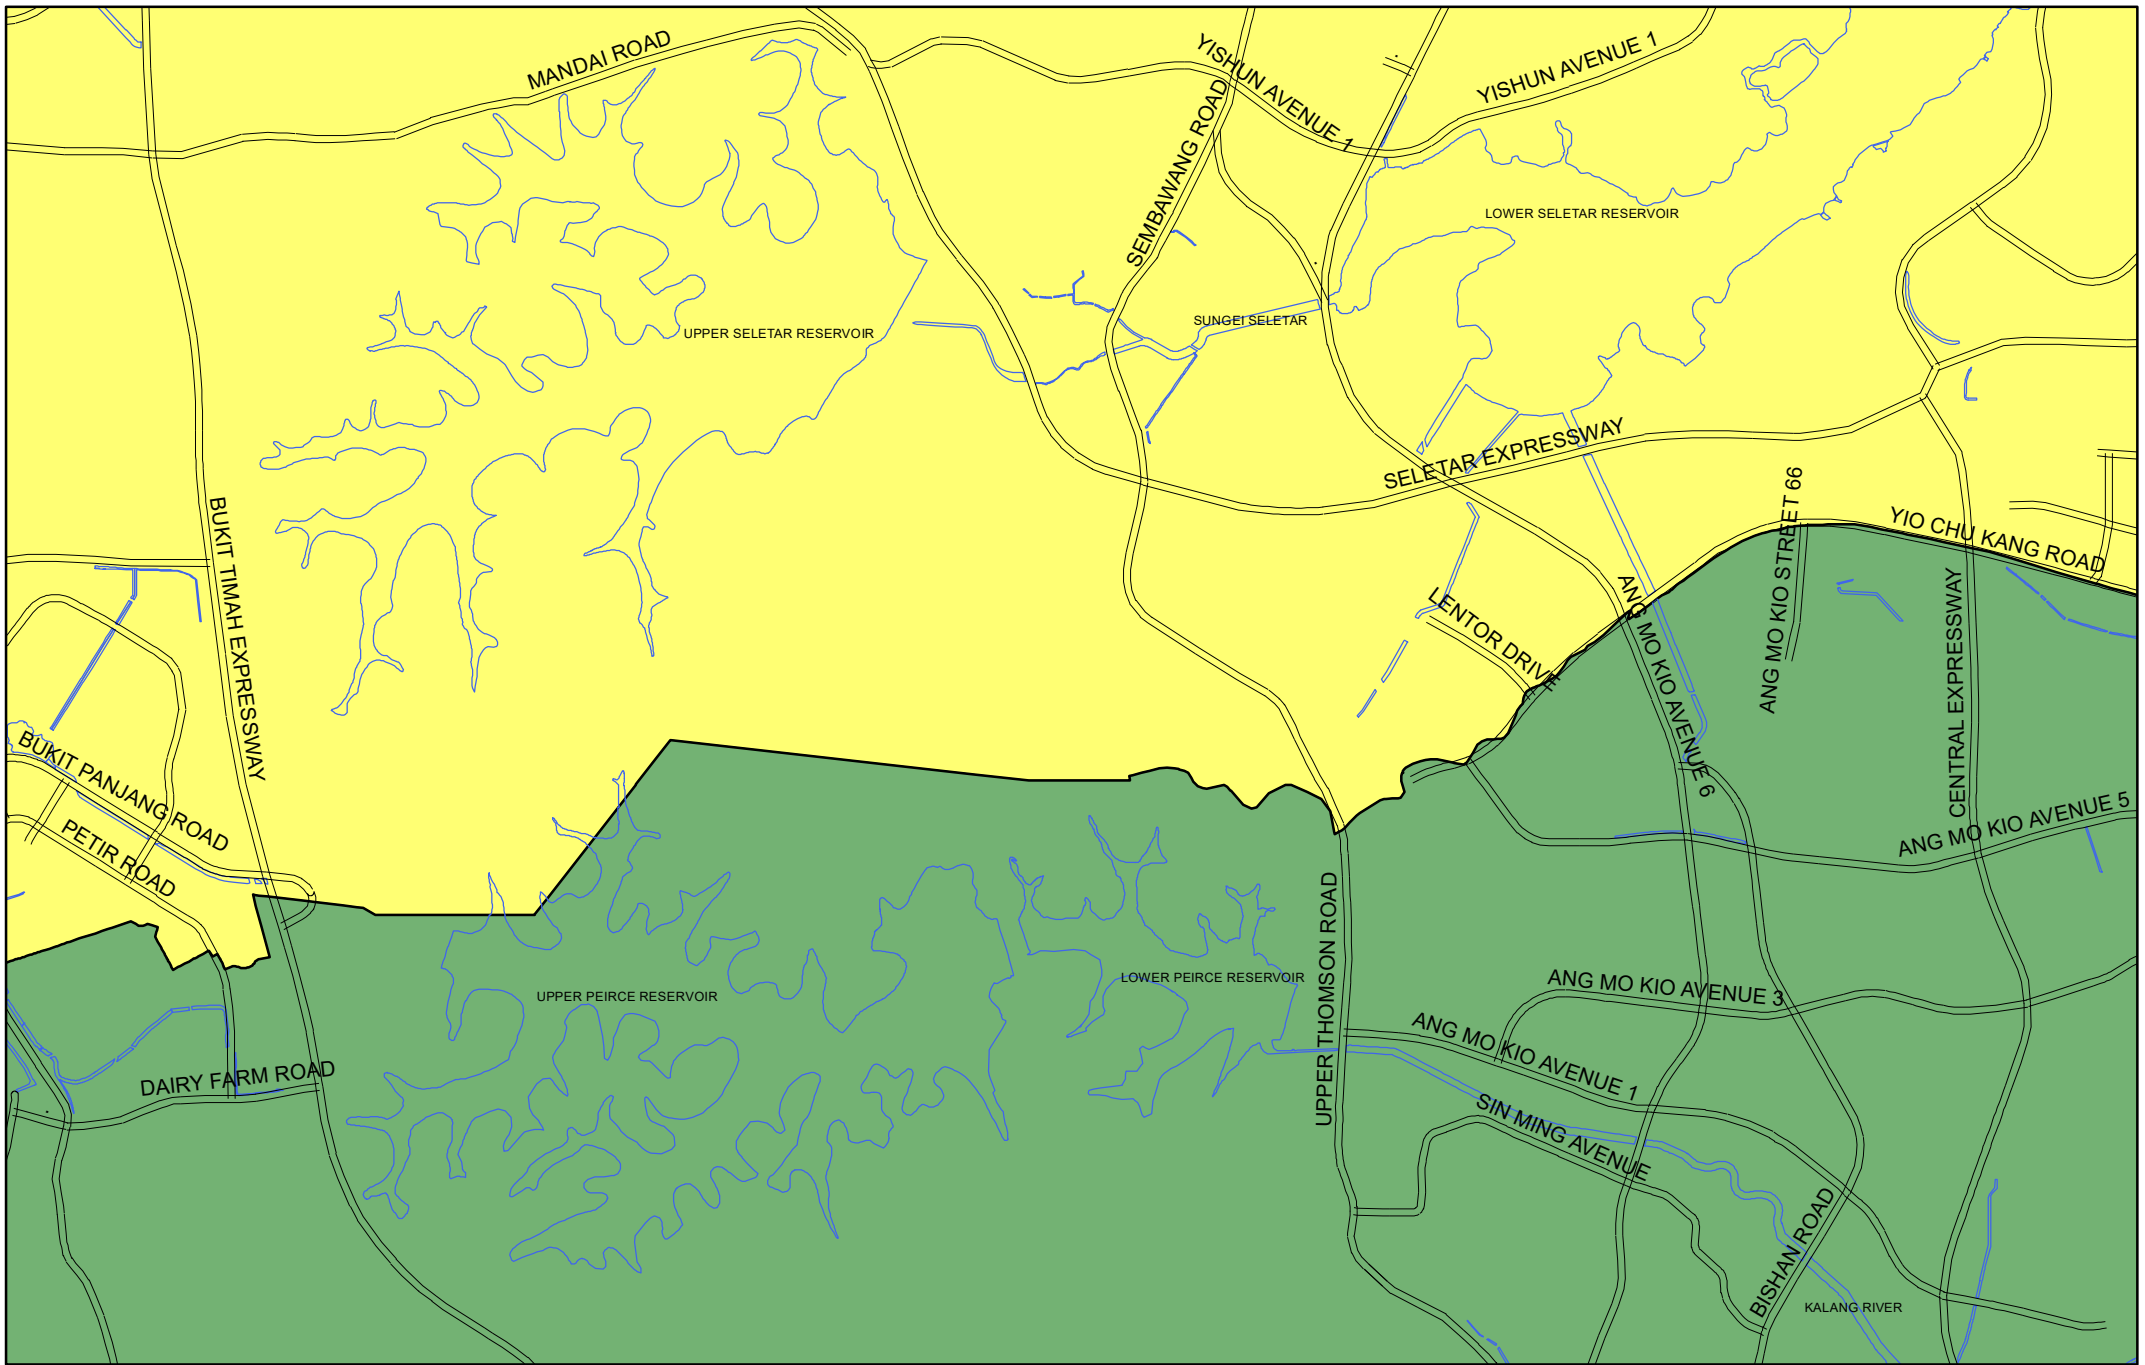 MANDAI ROAD
YISHUN AVENUE 1
YISHUN AVENUE 1
SEMBAWANG ROAD
LOWER SELETAR RESERVOIR
SUNGEI SELETAR
UPPER SELETAR RESERVOIR
SELETAR EXPRESSWAY
ANG MO KIO STREET 66
YIO CHU KANG ROAD
BUKIT TIMAH EXPRESSWAY
LENTOR DRIVE
ANG MO KIO AVENUE 6
CENTRAL EXPRESSWAY
BUKIT PANJANG ROAD
PETIR ROAD
ANG MO KIO AVENUE 5
UPPER THOMSON ROAD
LOWER PEIRCE RESERVOIR
UPPER PEIRCE RESERVOIR
ANG MO KIO AVENUE 3
ANG MO KIO AVENUE 1
DAIRY FARM ROAD
SIN MING AVENUE
BISHAN ROAD
KALANG RIVER